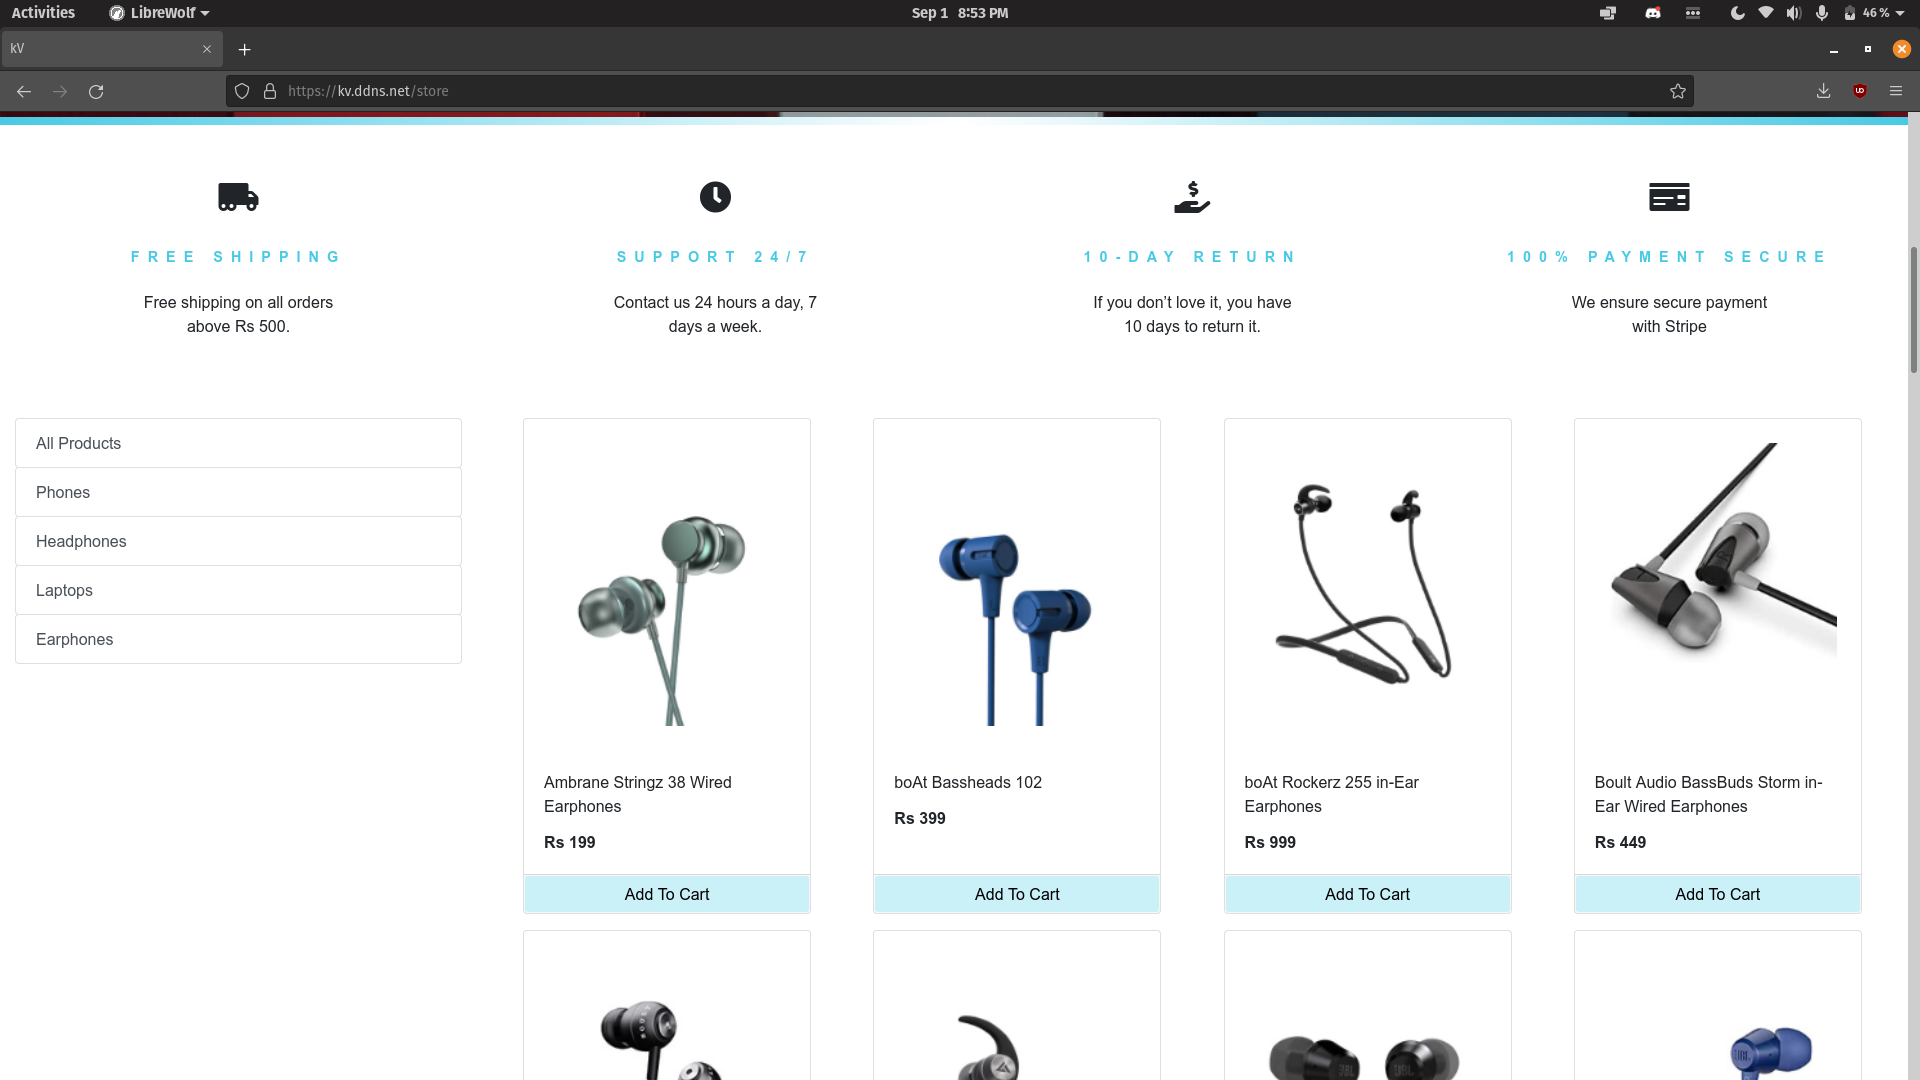 Activities
LibreWolf
Sep 1 8:53 PM
46 %
kV
https://kv.ddns.net/store
FREE SHIPPING
Free shipping on all orders
above Rs 500.
SUPPORT 24/7
Contact us 24 hours a day, 7
days a week.
10-DAY RETURN
If you don’t love it, you have
10 days to return it.
100% PAYMENT SECURE
We ensure secure payment
with Stripe
All Products
Phones
Headphones
Laptops
Earphones
Ambrane Stringz 38 Wired
Earphones
Rs 199
Add To Cart
boAt Bassheads 102
Rs 399
Add To Cart
boAt Rockerz 255 in-Ear
Earphones
Rs 999
Add To Cart
Boult Audio BassBuds Storm in-
Ear Wired Earphones
Rs 449
Add To Cart
JBL
JBL
JBL